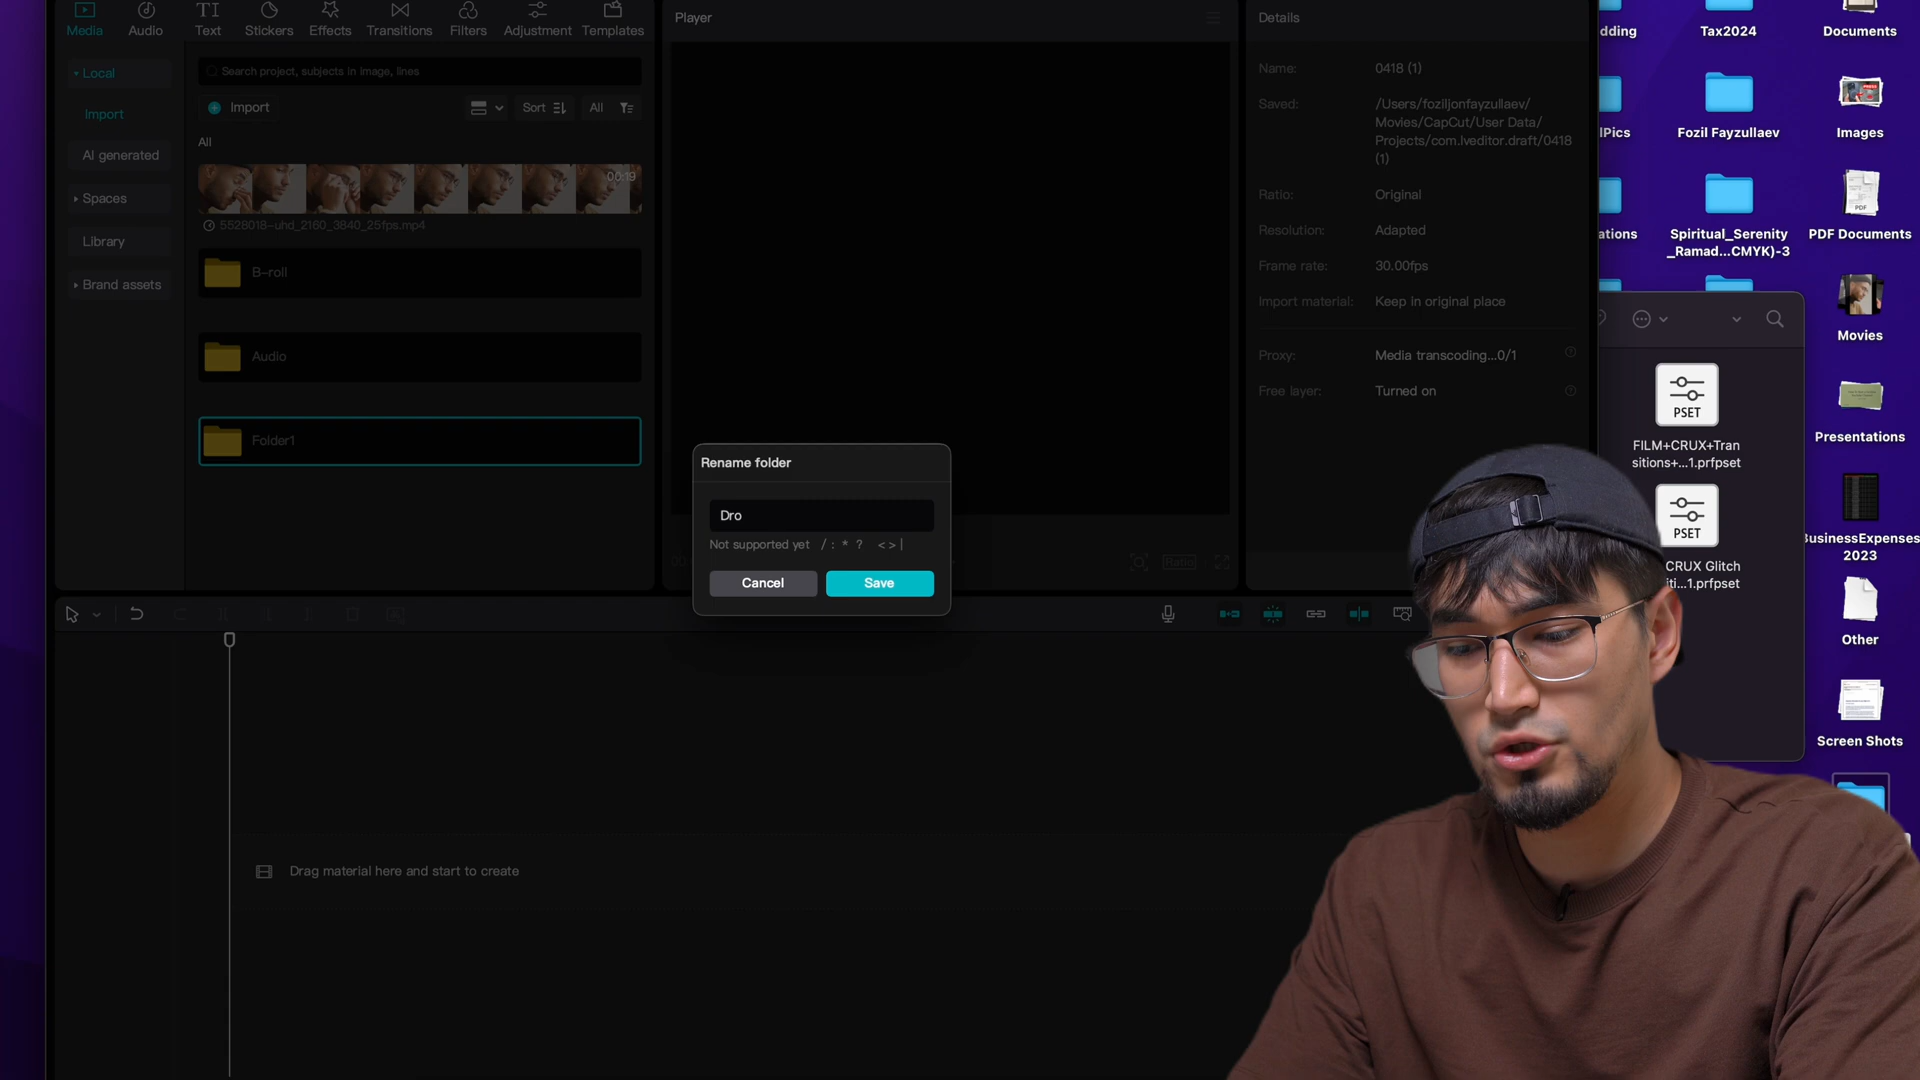 Media
Audio
Text
Stickers
Effects
Transitions
Filters
Adjustment
Templates
Local
Import
AI generated
Spaces
Library
Brand assets
Search project, subjects in image, lines
Import
Sort
All
All
00:19
5528018-uhd_2160_3840_25fps.mp4
B-roll
Audio
Folder1
Player
Ratio
Rename folder
Dro
Not supported yet / : * ? < > |
Cancel
Save
Details
Name: 0418 (1)
Saved: /Users/foziljonfayzullaev/
Movies/CapCut/User Data/
Projects/com.lveditor.draft/0418
(1)
Ratio: Original
Resolution: Adapted
Frame rate: 30.00fps
Import material: Keep in original place
Proxy: Media transcoding...0/1
Free layer: Turned on
Drag material here and start to create
dding
Tax2024
Documents
lPics
Fozil Fayzullaev
Images
ations
Spiritual_Serenity
_Ramad...CMYK)-3
PDF
PDF Documents
Movies
PSET
FILM+CRUX+Tran
sitions+...1.prfpset
Presentations
PSET
CRUX Glitch
iti...1.prfpset
BusinessExpenses
2023
Other
Screen Shots